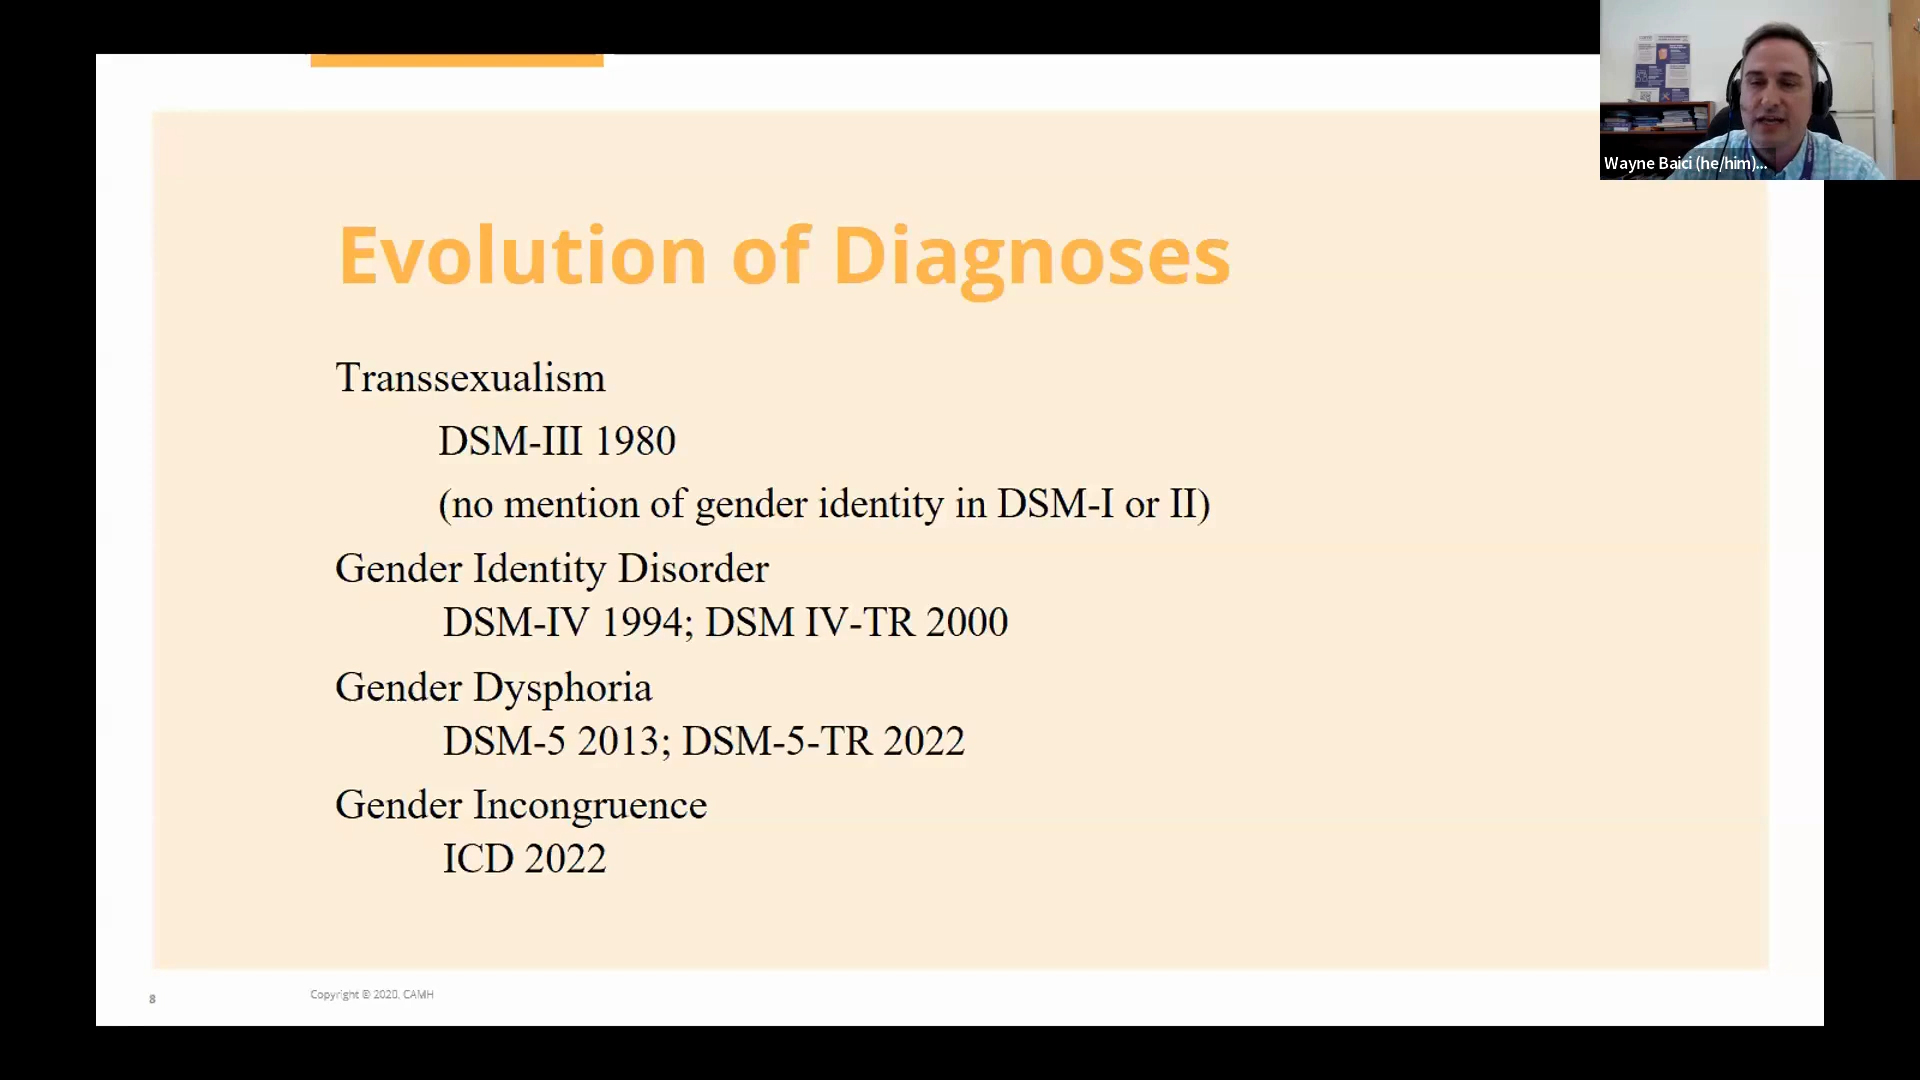 Wayne Baici (he/him)...
Evolution of Diagnoses
Transsexualism
DSM-III 1980
(no mention of gender identity in DSM-I or II)
Gender Identity Disorder
DSM-IV 1994; DSM IV-TR 2000
Gender Dysphoria
DSM-5 2013; DSM-5-TR 2022
Gender Incongruence
ICD 2022
8
Copyright © 2020, CAMH